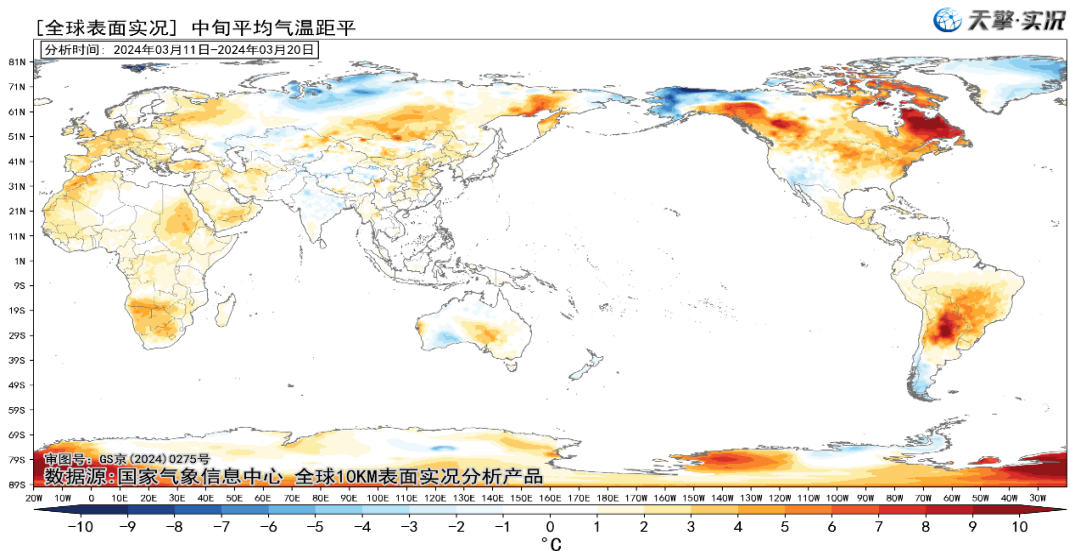 [全球表面实况] 中旬平均气温距平
天擎·实况
分析时间: 2024年03月11日-2024年03月20日
81N
71N
61N
51N
41N
31N
21N
11N
1N
9S
19S
29S
39S
49S
59S
69S
79S
89S
审图号: GS京(2024)0275号
数据源:国家气象信息中心 全球10KM表面实况分析产品
20W 10W 0 10E 20E 30E 40E 50E 60E 70E 80E 90E 100E 110E 120E 130E 140E 150E 160E 170E 180E 170W 160W 150W 140W 130W 120W 110W 100W 90W 80W 70W 60W 50W 40W 30W
-10 -9 -8 -7 -6 -5 -4 -3 -2 -1 0 1 2 3 4 5 6 7 8 9 10
°C